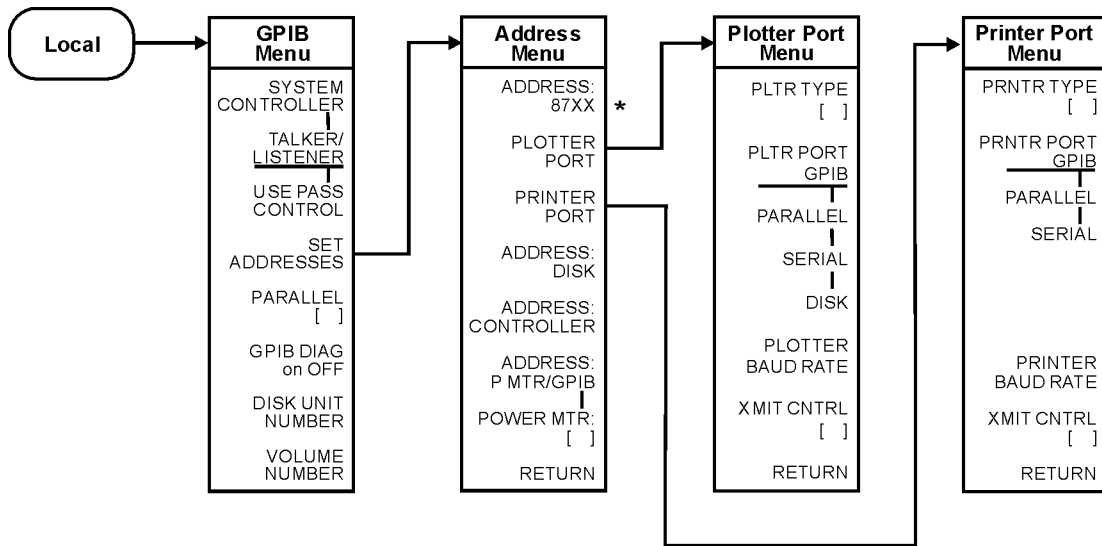 Local
GPIB
Menu
SYSTEM
CONTROLLER
TALKER/
LISTENER
USE PASS
CONTROL
SET
ADDRESSES
PARALLEL
[ ]
GPIB DIAG
on OFF
DISK UNIT
NUMBER
VOLUME
NUMBER
Address
Menu
ADDRESS:
87XX *
PLOTTER
PORT
PRINTER
PORT
ADDRESS:
DISK
ADDRESS:
CONTROLLER
ADDRESS:
P MTR/GPIB
POWER MTR:
[ ]
RETURN
Plotter Port
Menu
PLTR TYPE
[ ]
PLTR PORT
GPIB
PARALLEL
SERIAL
DISK
PLOTTER
BAUD RATE
XMIT CNTRL
[ ]
RETURN
Printer Port
Menu
PRNTR TYPE
[ ]
PRNTR PORT
GPIB
PARALLEL
SERIAL
PRINTER
BAUD RATE
XMIT CNTRL
[ ]
RETURN